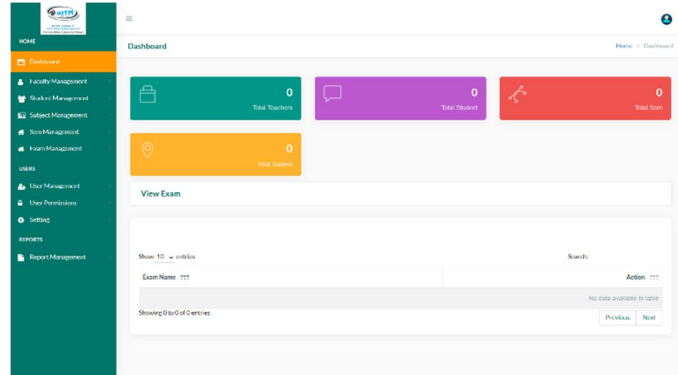 HOME
Dashboard
Faculty Management
Student Management
Subject Management
Sem Management
Exam Management
USERS
User Management
User Permissions
Setting
REPORTS
Report Management
Dashboard
Home > Dashboard
0
Total Teachers
0
Total Student
0
Total Sem
0
Total Subject
View Exam
Show 10 entries
Search:
Exam Name ???
Action ???
No data available in table
Showing 0 to 0 of 0 entries
Previous Next